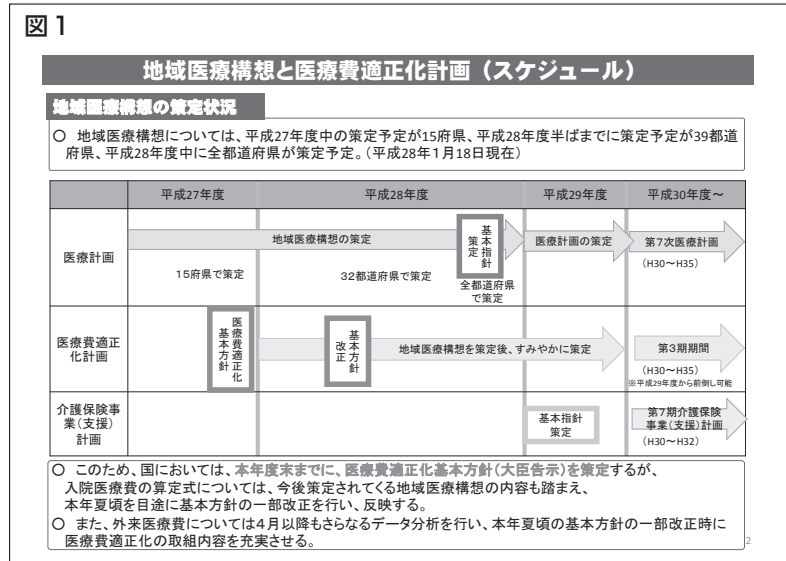 図1
地域医療構想と医療費適正化計画（スケジュール）
地域医療構想の策定状況
○ 地域医療構想については、平成27年度中の策定予定が15府県、平成28年度半ばまでに策定予定が39都道
府県、平成28年度中に全都道府県が策定予定。（平成28年1月18日現在）
平成27年度 平成28年度 平成29年度 平成30年度～
医療計画
地域医療構想の策定
基本指針
策定
医療計画の策定
第7次医療計画
（H30～H35）
15府県で策定
32都道府県で策定
全都道府県
で策定
医療費適正
化計画
医療費適正化
基本方針
基本方針
改正
地域医療構想を策定後、すみやかに策定
第3期期間
（H30～H35）
※平成29年度から前倒し可能
介護保険事
業（支援）
計画
基本指針
策定
第7期介護保険
事業（支援）計画
（H30～H32）
○ このため、国においては、本年度末までに、医療費適正化基本方針（大臣告示）を策定するが、
入院医療費の算定式については、今後策定されてくる地域医療構想の内容も踏まえ、
本年夏頃を目途に基本方針の一部改正を行い、反映する。
○ また、外来医療費については4月以降もさらなるデータ分析を行い、本年夏頃の基本方針の一部改正時に
医療費適正化の取組内容を充実させる。
2